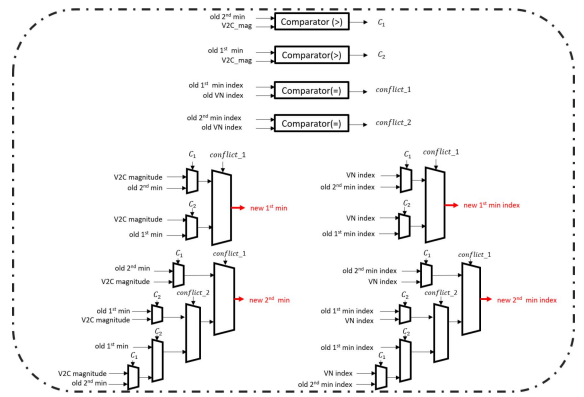 old 2nd min
V2C_mag
Comparator (>)
C1
old 1st min
V2C_mag
Comparator(>)
C2
old 1st min index
old VN index
Comparator(=)
conflict_1
old 2nd min index
old VN index
Comparator(=)
conflict_2
C1
conflict_1
V2C magnitude
old 2nd min
C2
V2C magnitude
old 1st min
new 1st min
C1
conflict_1
old 2nd min
V2C magnitude
C2
conflict_2
old 1st min
V2C magnitude
new 2nd min
C2
old 1st min
C1
V2C magnitude
old 2nd min
C1
conflict_1
VN index
old 2nd min index
C2
VN index
old 1st min index
new 1st min index
C1
conflict_1
old 2nd min index
VN index
C2
conflict_2
old 1st min index
VN index
new 2nd min index
C2
old 1st min index
C1
VN index
old 2nd min index